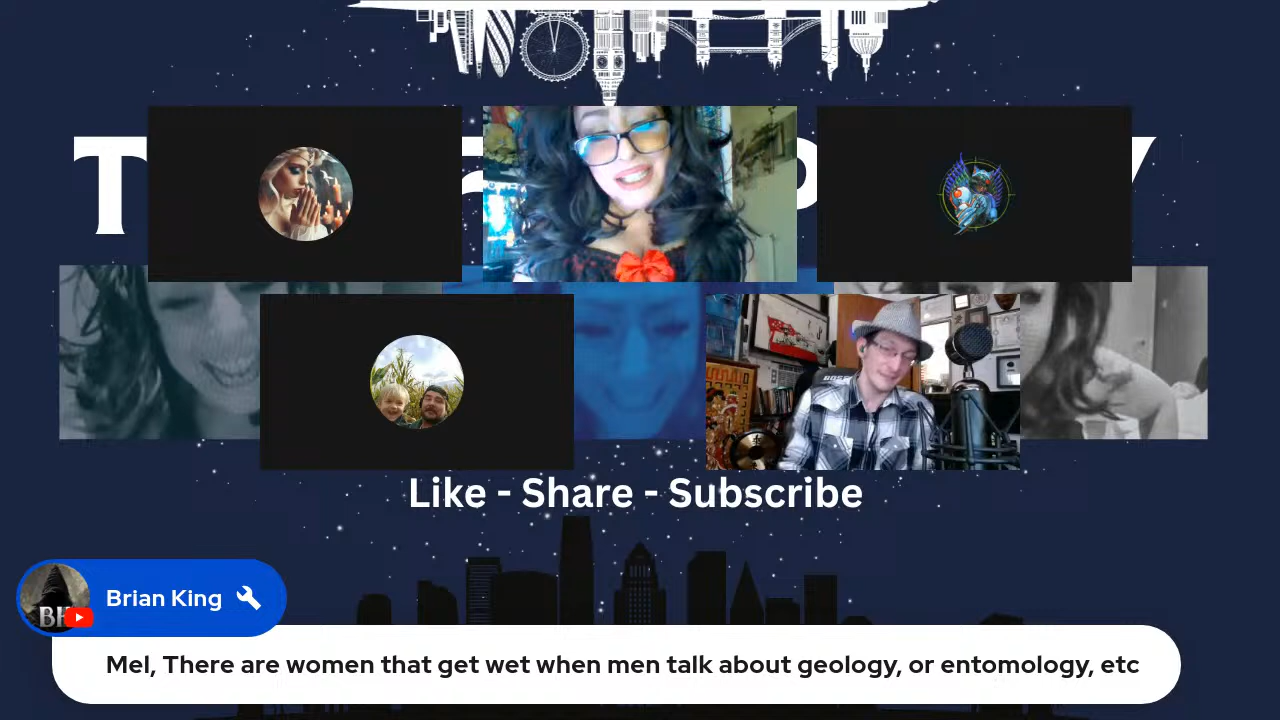 Like - Share - Subscribe
Brian King
Mel, There are women that get wet when men talk about geology, or entomology, etc